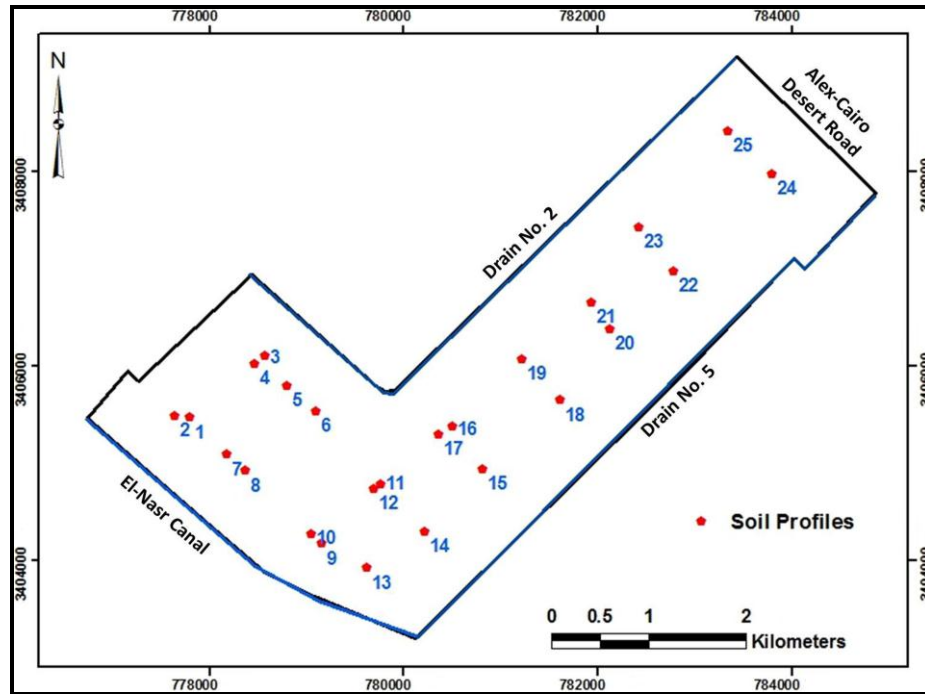 778000 780000 782000 784000
N
Alex-Cairo
Desert Road
3408000 3408000
Drain No. 2
25
24
23
22
21
20
3406000 3406000
19
3
4
5
18
6
Drain No. 5
2 1
16
17
7
15
8
11
12
El-Nasr Canal
Soil Profiles
10
14
9
3404000 3404000
13
0 0.5 1 2
Kilometers
778000 780000 782000 784000